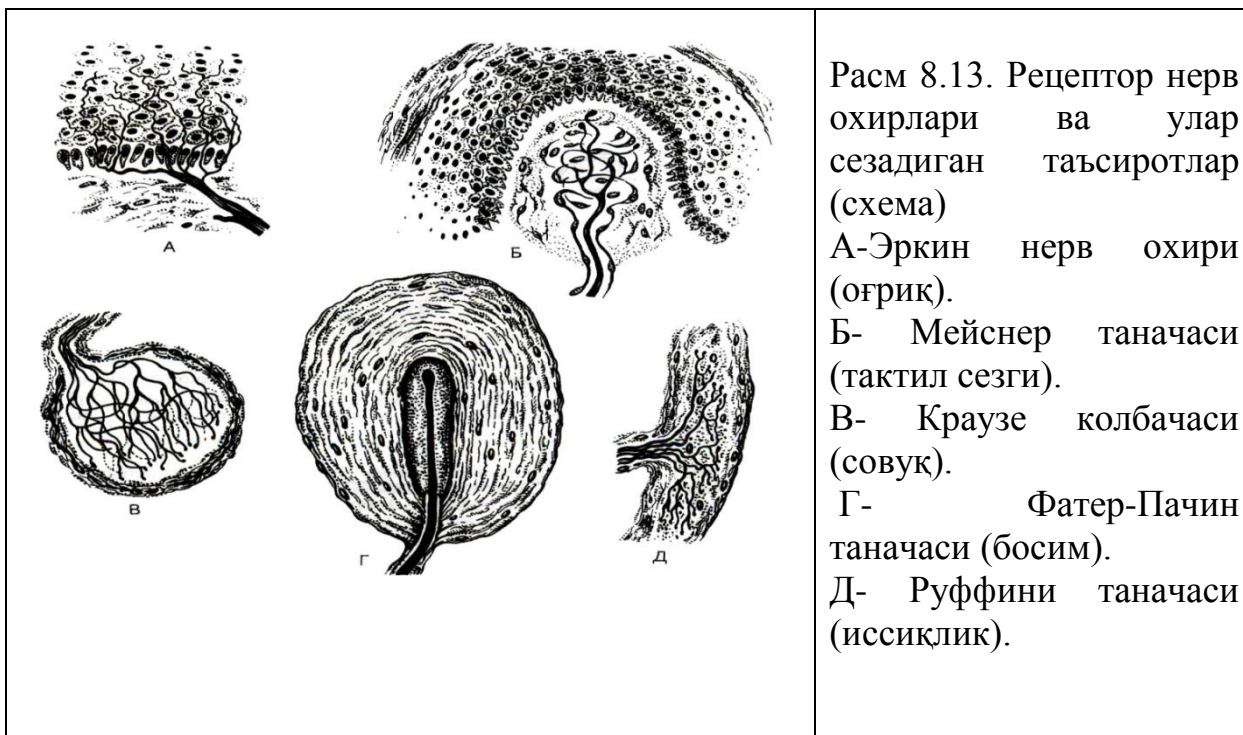 А
Б
В
Г
Д
Расм 8.13. Рецептор нерв
охирлари ва улар
сезадиган таъсиротлар
(схема)
А-Эркин нерв охири
(оғриқ).
Б- Мейснер таначаси
(тактил сезги).
В- Краузе колбачаси
(совуқ).
Г- Фатер-Пачин
таначаси (босим).
Д- Руффини таначаси
(иссиқлик).